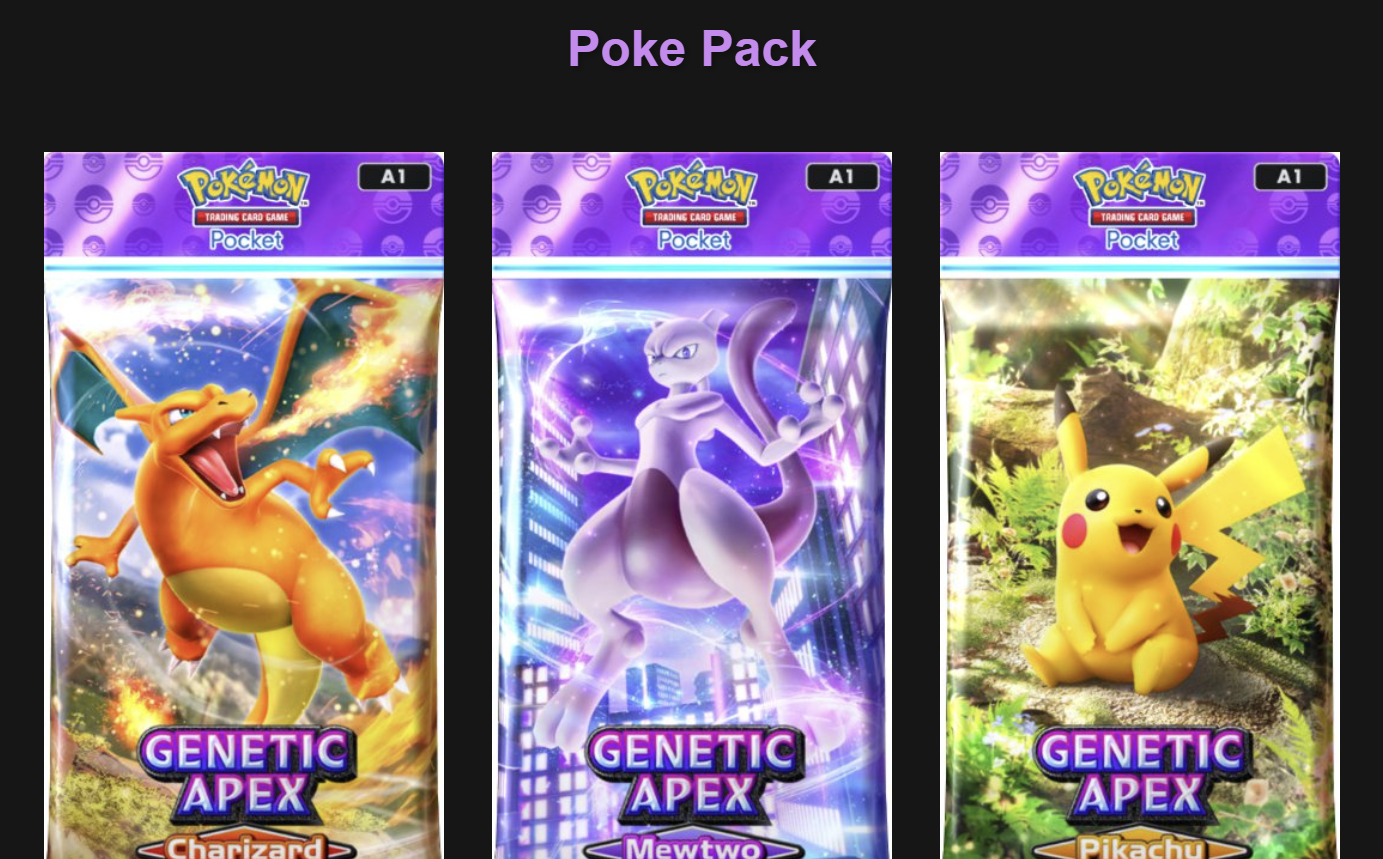 Poke Pack
POKéMON
TRADING CARD GAME
Pocket
A1
GENETIC
APEX
Charizard
POKéMON
TRADING CARD GAME
Pocket
A1
GENETIC
APEX
Mewtwo
POKéMON
TRADING CARD GAME
Pocket
A1
GENETIC
APEX
Pikachu